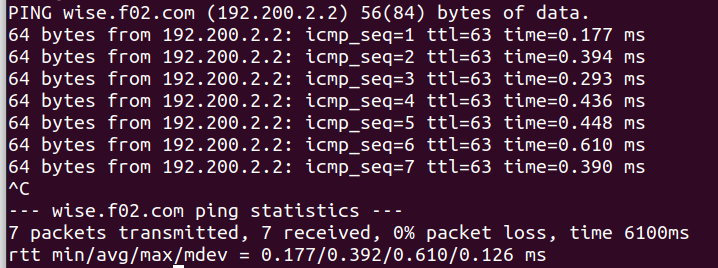 PING wise.f02.com (192.200.2.2) 56(84) bytes of data.
64 bytes from 192.200.2.2: icmp_seq=1 ttl=63 time=0.177 ms
64 bytes from 192.200.2.2: icmp_seq=2 ttl=63 time=0.394 ms
64 bytes from 192.200.2.2: icmp_seq=3 ttl=63 time=0.293 ms
64 bytes from 192.200.2.2: icmp_seq=4 ttl=63 time=0.436 ms
64 bytes from 192.200.2.2: icmp_seq=5 ttl=63 time=0.448 ms
64 bytes from 192.200.2.2: icmp_seq=6 ttl=63 time=0.610 ms
64 bytes from 192.200.2.2: icmp_seq=7 ttl=63 time=0.390 ms
^C
--- wise.f02.com ping statistics ---
7 packets transmitted, 7 received, 0% packet loss, time 6100ms
rtt min/avg/max/mdev = 0.177/0.392/0.610/0.126 ms